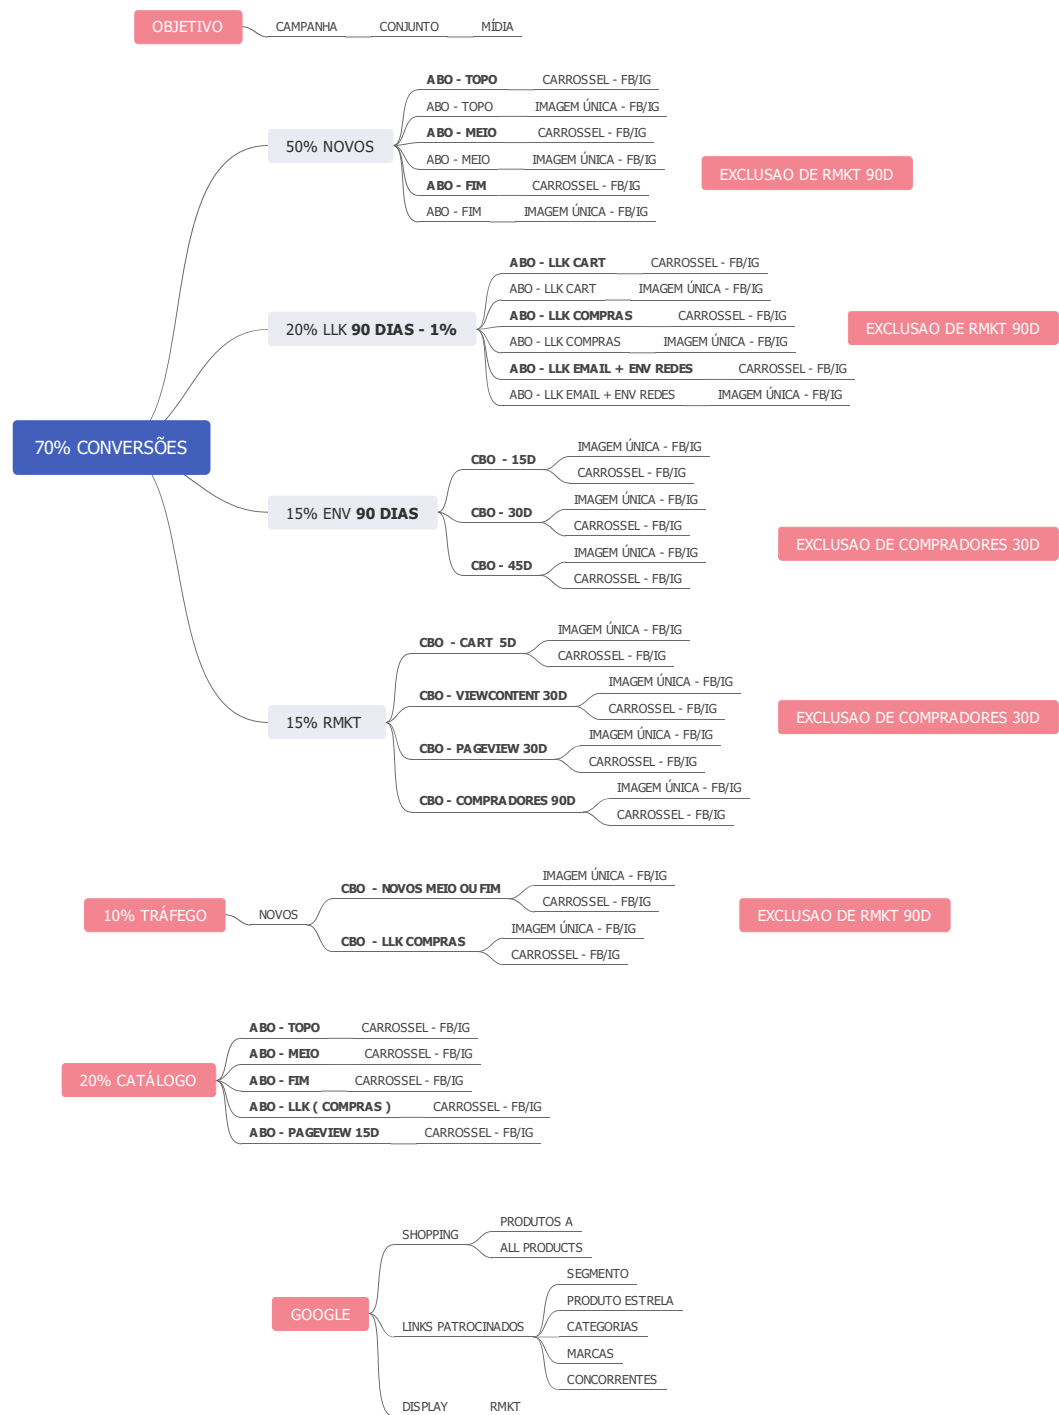 OBJETIVO
CAMPANHA
CONJUNTO
MÍDIA
70% CONVERSÕES
50% NOVOS
ABO - TOPO
CARROSSEL - FB/IG
ABO - TOPO
IMAGEM ÚNICA - FB/IG
ABO - MEIO
CARROSSEL - FB/IG
ABO - MEIO
IMAGEM ÚNICA - FB/IG
ABO - FIM
CARROSSEL - FB/IG
ABO - FIM
IMAGEM ÚNICA - FB/IG
EXCLUSAO DE RMKT 90D
20% LLK 90 DIAS - 1%
ABO - LLK CART
CARROSSEL - FB/IG
ABO - LLK CART
IMAGEM ÚNICA - FB/IG
ABO - LLK COMPRAS
CARROSSEL - FB/IG
ABO - LLK COMPRAS
IMAGEM ÚNICA - FB/IG
ABO - LLK EMAIL + ENV REDES
CARROSSEL - FB/IG
ABO - LLK EMAIL + ENV REDES
IMAGEM ÚNICA - FB/IG
EXCLUSAO DE RMKT 90D
15% ENV 90 DIAS
CBO - 15D
IMAGEM ÚNICA - FB/IG
CARROSSEL - FB/IG
CBO - 30D
IMAGEM ÚNICA - FB/IG
CARROSSEL - FB/IG
CBO - 45D
IMAGEM ÚNICA - FB/IG
CARROSSEL - FB/IG
EXCLUSAO DE COMPRADORES 30D
15% RMKT
CBO - CART 5D
IMAGEM ÚNICA - FB/IG
CARROSSEL - FB/IG
CBO - VIEWCONTENT 30D
IMAGEM ÚNICA - FB/IG
CARROSSEL - FB/IG
CBO - PAGEVIEW 30D
IMAGEM ÚNICA - FB/IG
CARROSSEL - FB/IG
CBO - COMPRADORES 90D
IMAGEM ÚNICA - FB/IG
CARROSSEL - FB/IG
EXCLUSAO DE COMPRADORES 30D
10% TRÁFEGO
NOVOS
CBO - NOVOS MEIO OU FIM
IMAGEM ÚNICA - FB/IG
CARROSSEL - FB/IG
CBO - LLK COMPRAS
IMAGEM ÚNICA - FB/IG
CARROSSEL - FB/IG
EXCLUSAO DE RMKT 90D
20% CATÁLOGO
ABO - TOPO
CARROSSEL - FB/IG
ABO - MEIO
CARROSSEL - FB/IG
ABO - FIM
CARROSSEL - FB/IG
ABO - LLK ( COMPRAS )
CARROSSEL - FB/IG
ABO - PAGEVIEW 15D
CARROSSEL - FB/IG
GOOGLE
SHOPPING
PRODUTOS A
ALL PRODUCTS
LINKS PATROCINADOS
SEGMENTO
PRODUTO ESTRELA
CATEGORIAS
MARCAS
CONCORRENTES
DISPLAY
RMKT